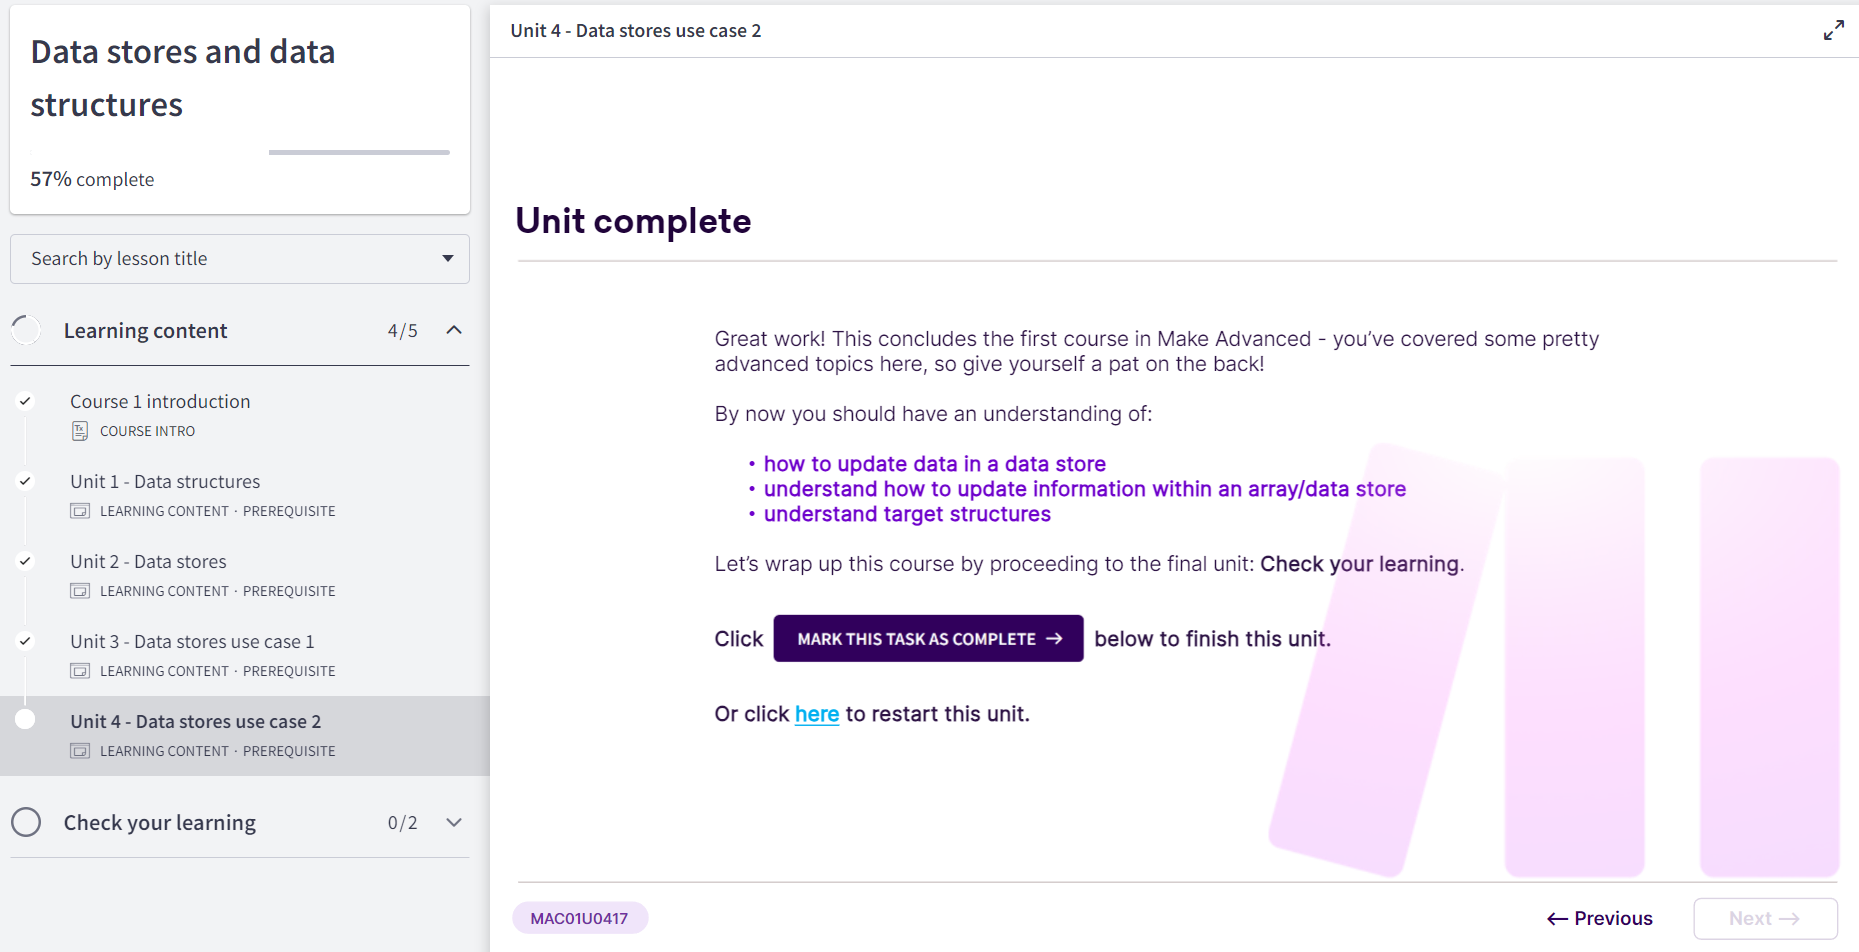 Data stores and data
structures
57% complete
Search by lesson title
Learning content 4/5
Course 1 introduction
COURSE INTRO
Unit 1 - Data structures
LEARNING CONTENT · PREREQUISITE
Unit 2 - Data stores
LEARNING CONTENT · PREREQUISITE
Unit 3 - Data stores use case 1
LEARNING CONTENT · PREREQUISITE
Unit 4 - Data stores use case 2
LEARNING CONTENT · PREREQUISITE
Check your learning 0/2
Unit 4 - Data stores use case 2
Unit complete
Great work! This concludes the first course in Make Advanced - you’ve covered some pretty
advanced topics here, so give yourself a pat on the back!
By now you should have an understanding of:
• how to update data in a data store
• understand how to update information within an array/data store
• understand target structures
Let’s wrap up this course by proceeding to the final unit: Check your learning.
Click MARK THIS TASK AS COMPLETE → below to finish this unit.
Or click here to restart this unit.
MAC01U0417
← Previous
Next →